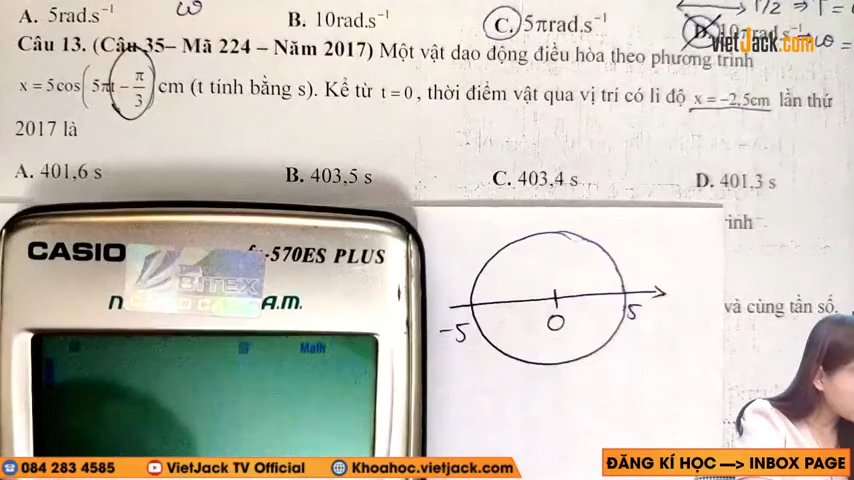 A. 5rad.s⁻¹
ω
B. 10rad.s⁻¹
C. 5πrad.s⁻¹
D. 10πrad.s⁻¹
VietJack.com
Câu 13. (Câu 35– Mã 224 – Năm 2017) Một vật dao động điều hòa theo phương trình
x = 5cos(5πt − π/3) cm (t tính bằng s). Kể từ t = 0, thời điểm vật qua vị trí có li độ x = −2,5cm lần thứ
2017 là
A. 401,6 s
B. 403,5 s
C. 403,4 s
D. 401,3 s
và cùng tần số.
CASIO
-570ES PLUS
BITEX
A.M.
Math
-5
O
5
084 283 4585
VietJack TV Official
Khoahoc.vietjack.com
ĐĂNG KÍ HỌC —> INBOX PAGE